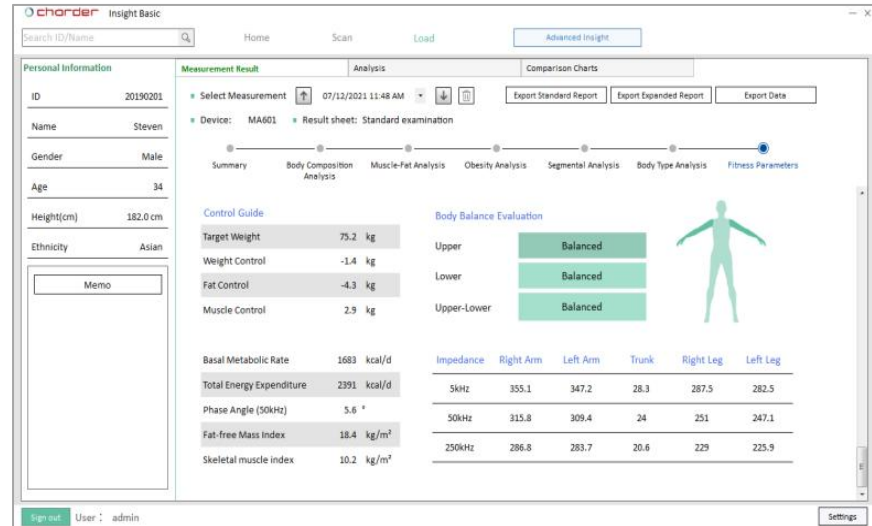 chorder Insight Basic
Search ID/Name Home Scan Load Advanced Insight
Personal Information
ID 20190201
Name Steven
Gender Male
Age 34
Height(cm) 182.0 cm
Ethnicity Asian
Memo
Measurement Result Analysis Comparison Charts
Select Measurement 07/12/2021 11:48 AM Export Standard Report Export Expanded Report Export Data
Device: MA601 Result sheet: Standard examination
Summary Body Composition Analysis Muscle-Fat Analysis Obesity Analysis Segmental Analysis Body Type Analysis Fitness Parameters
Control Guide
Target Weight 75.2 kg
Weight Control -1.4 kg
Fat Control -4.3 kg
Muscle Control 2.9 kg
Body Balance Evaluation
Upper Balanced
Lower Balanced
Upper-Lower Balanced
Basal Metabolic Rate 1683 kcal/d
Total Energy Expenditure 2391 kcal/d
Phase Angle (50kHz) 5.6 °
Fat-free Mass Index 18.4 kg/m²
Skeletal muscle index 10.2 kg/m²
Impedance Right Arm Left Arm Trunk Right Leg Left Leg
5kHz 355.1 347.2 28.3 287.5 282.5
50kHz 315.8 309.4 24 251 247.1
250kHz 286.8 283.7 20.6 229 225.9
Sign out User : admin Settings